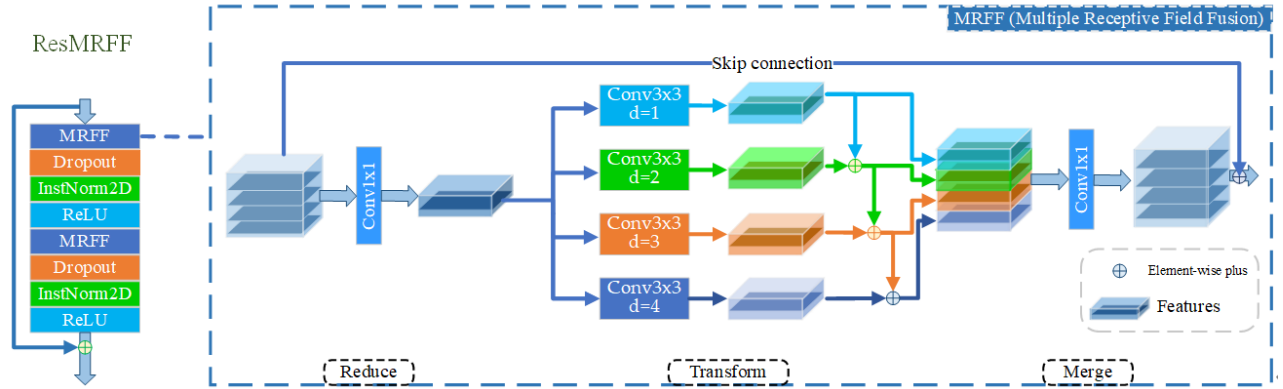 MRFF (Multiple Receptive Field Fusion)
ResMRFF
Skip connection
MRFF
Dropout
InstNorm2D
ReLU
MRFF
Dropout
InstNorm2D
ReLU
Conv1x1
Conv3x3
d=1
Conv3x3
d=2
Conv3x3
d=3
Conv3x3
d=4
Conv1x1
Element-wise plus
Features
Reduce
Transform
Merge